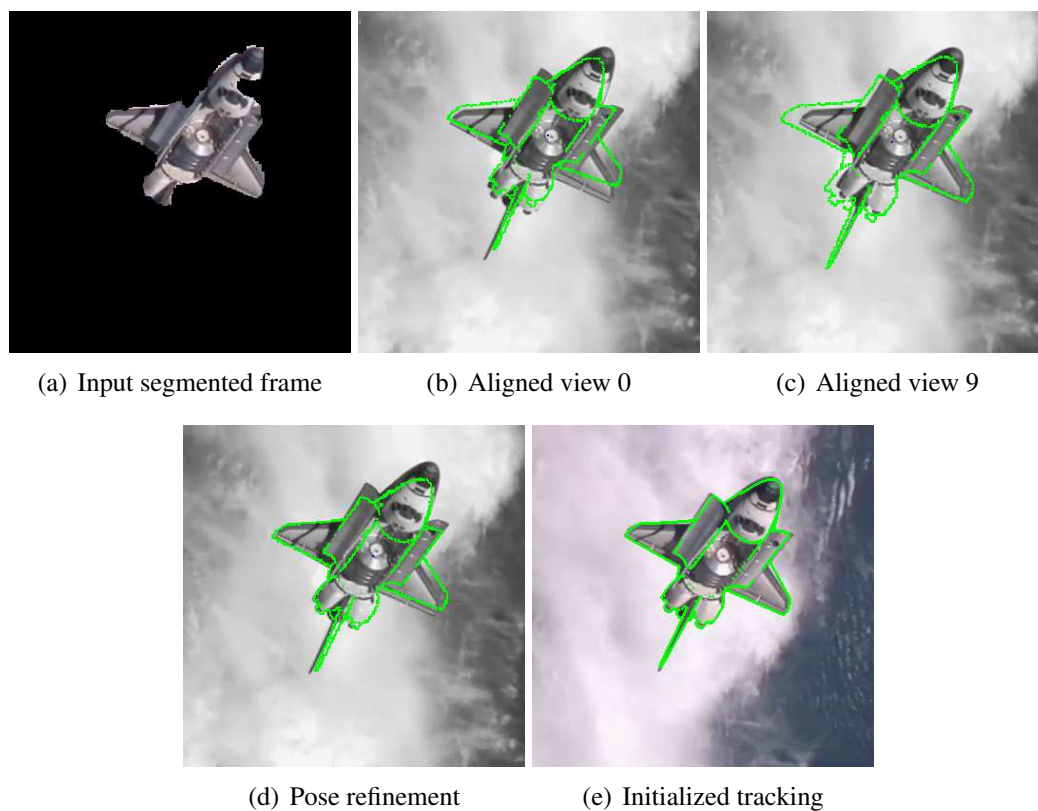 (a) Input segmented frame
(b) Aligned view 0
(c) Aligned view 9
(d) Pose refinement
(e) Initialized tracking